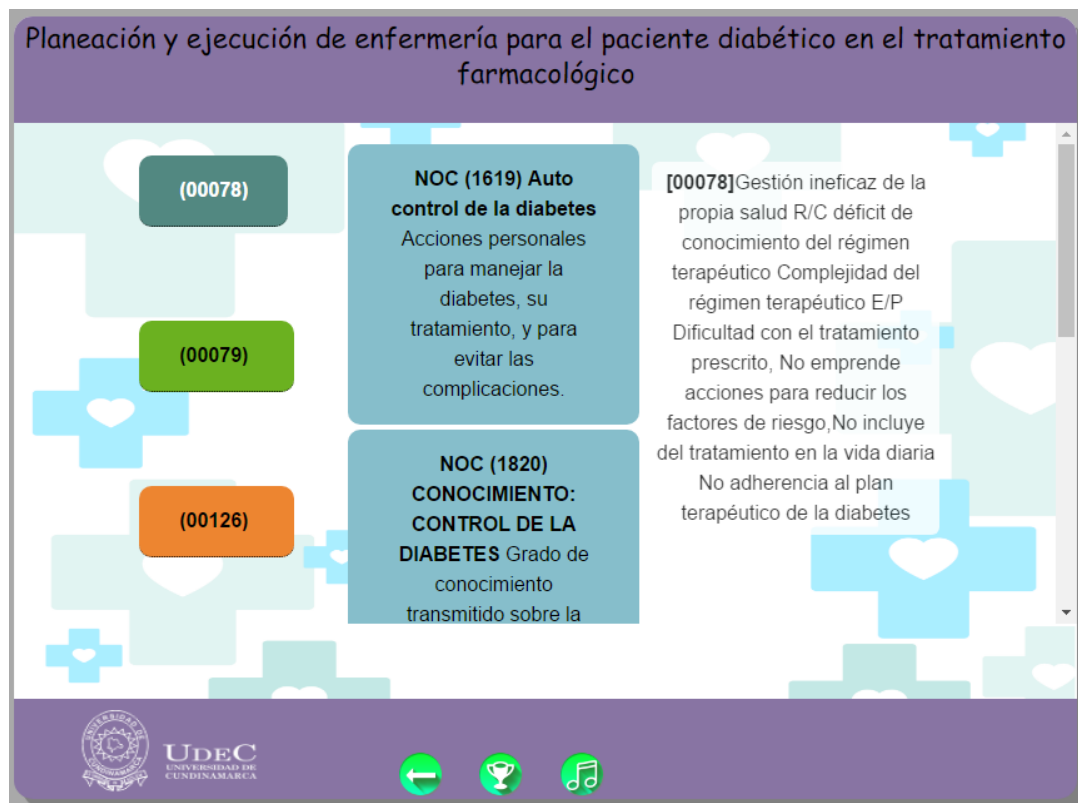 Planeación y ejecución de enfermería para el paciente diabético en el tratamiento
farmacológico
(00078)
(00079)
(00126)
NOC (1619) Auto
control de la diabetes
Acciones personales
para manejar la
diabetes, su
tratamiento, y para
evitar las
complicaciones.
NOC (1820)
CONOCIMIENTO:
CONTROL DE LA
DIABETES Grado de
conocimiento
transmitido sobre la
[00078]Gestión ineficaz de la
propia salud R/C déficit de
conocimiento del régimen
terapéutico Complejidad del
régimen terapéutico E/P
Dificultad con el tratamiento
prescrito, No emprende
acciones para reducir los
factores de riesgo,No incluye
del tratamiento en la vida diaria
No adherencia al plan
terapéutico de la diabetes
UDEC
UNIVERSIDAD DE
CUNDINAMARCA